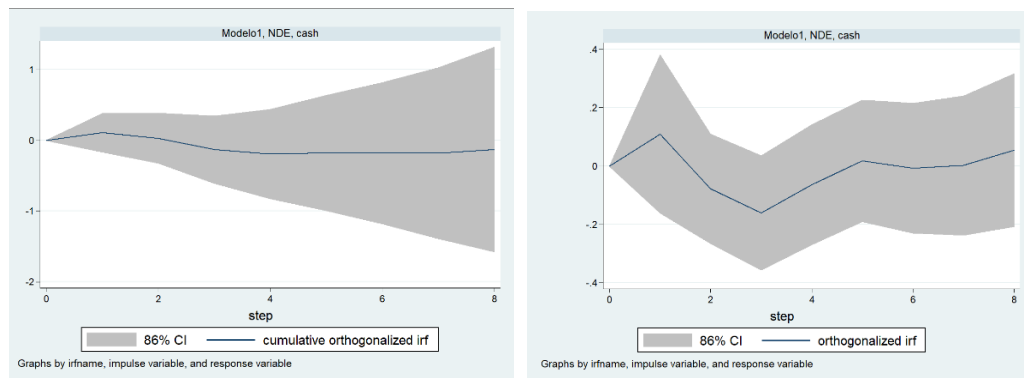 Modelo1, NDE, cash
1
0
-1
-2
0 2 4 6 8
step
86% CI cumulative orthogonalized irf
Graphs by irfname, impulse variable, and response variable
Modelo1, NDE, cash
.4
.2
0
-.2
-.4
0 2 4 6 8
step
86% CI orthogonalized irf
Graphs by irfname, impulse variable, and response variable